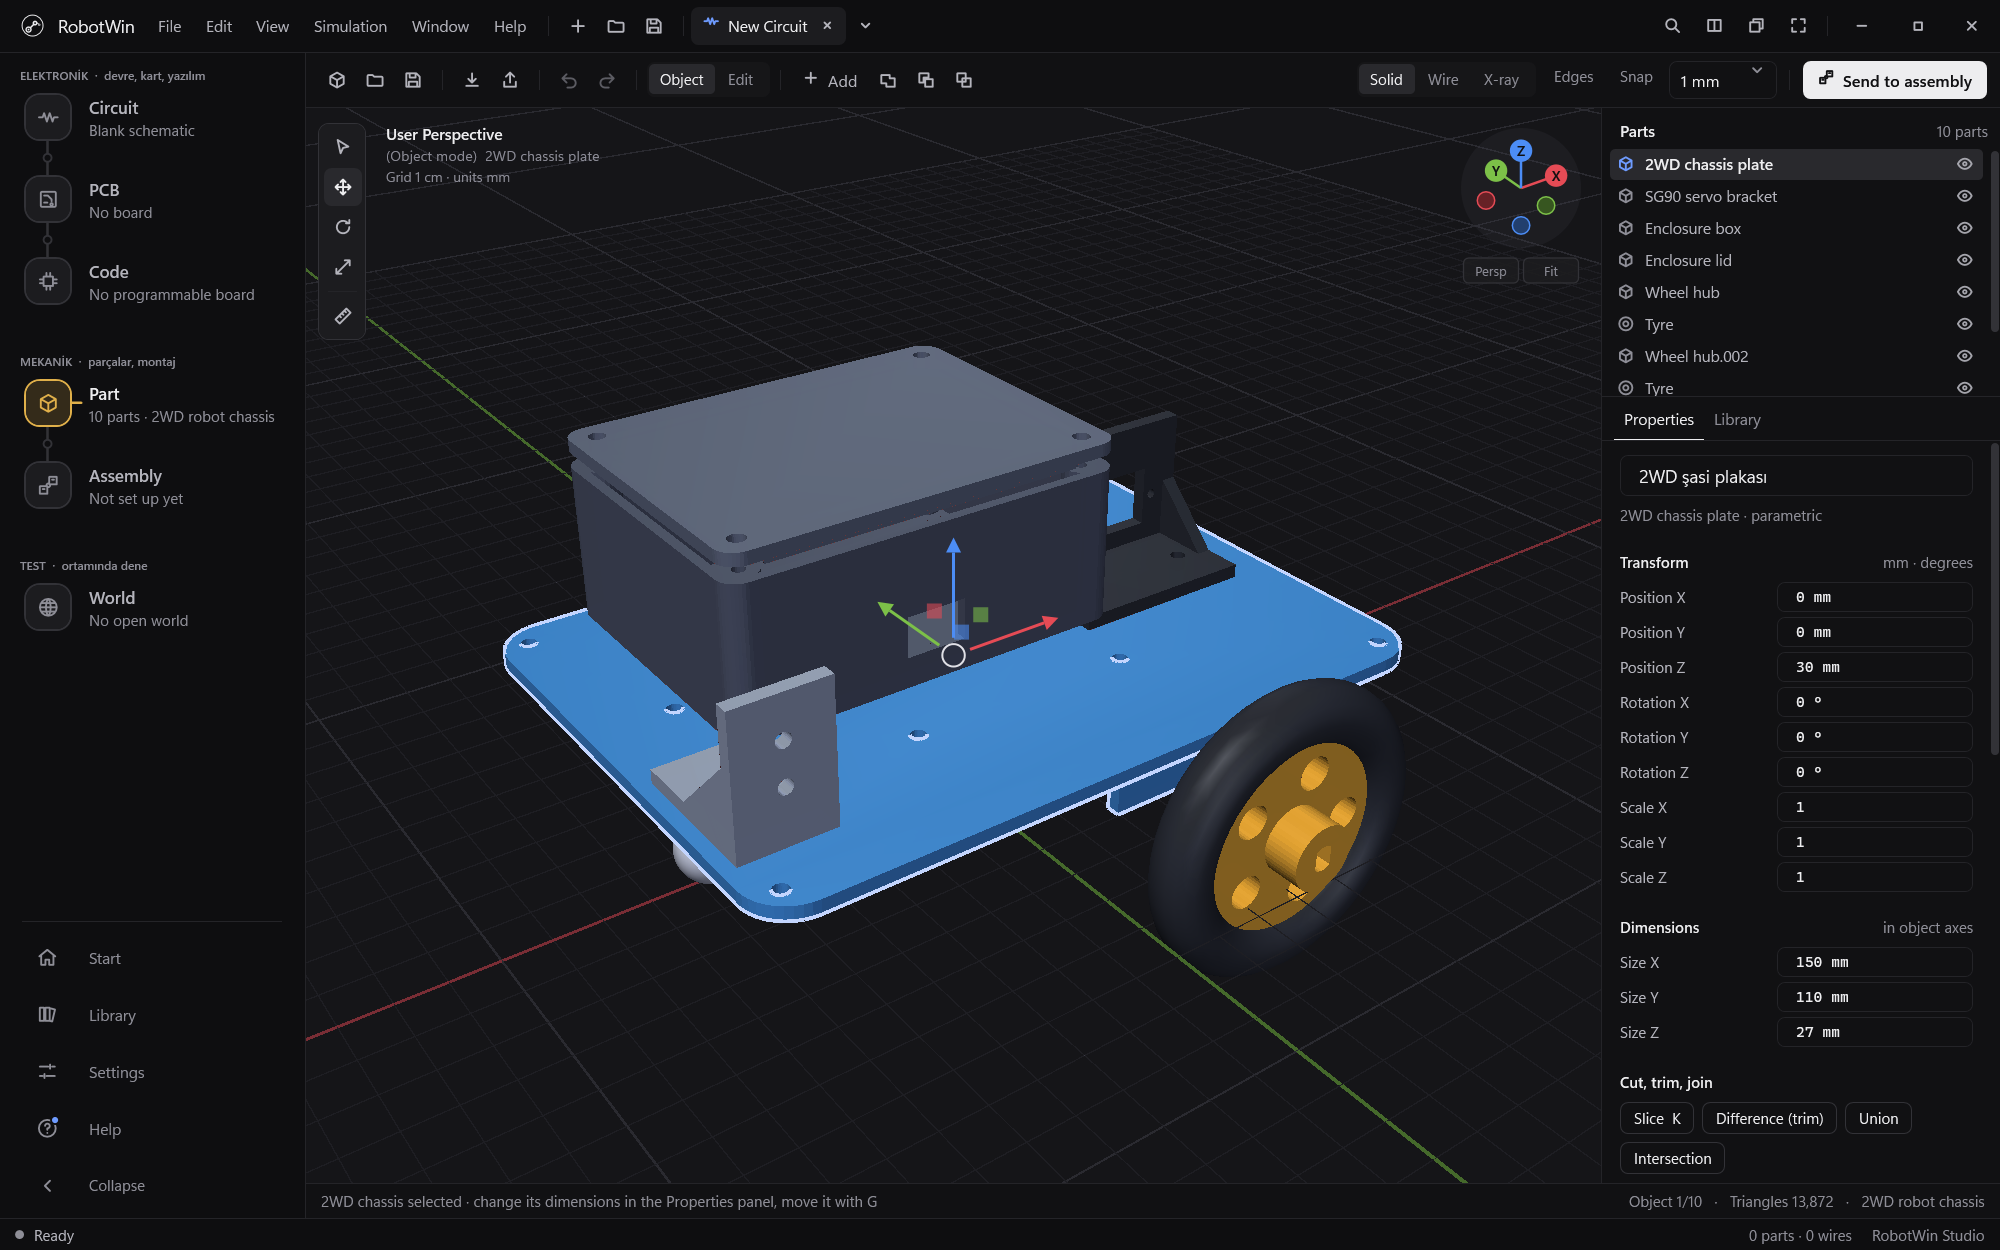 RobotWin File Edit View Simulation Window Help New Circuit
ELEKTRONİK · devre, kart, yazılım
Circuit
Blank schematic
PCB
No board
Code
No programmable board
MEKANİK · parçalar, montaj
Part
10 parts · 2WD robot chassis
Assembly
Not set up yet
TEST · ortamında dene
World
No open world
Start
Library
Settings
Help
Collapse
Object Edit Add Solid Wire X-ray Edges Snap 1 mm Send to assembly
User Perspective
(Object mode) 2WD chassis plate
Grid 1 cm · units mm
Z
Y
X
Persp Fit
Parts 10 parts
2WD chassis plate
SG90 servo bracket
Enclosure box
Enclosure lid
Wheel hub
Tyre
Wheel hub.002
Tyre
Properties Library
2WD şasi plakası
2WD chassis plate · parametric
Transform mm · degrees
Position X 0 mm
Position Y 0 mm
Position Z 30 mm
Rotation X 0 °
Rotation Y 0 °
Rotation Z 0 °
Scale X 1
Scale Y 1
Scale Z 1
Dimensions in object axes
Size X 150 mm
Size Y 110 mm
Size Z 27 mm
Cut, trim, join
Slice K Difference (trim) Union
Intersection
2WD chassis selected · change its dimensions in the Properties panel, move it with G
Object 1/10 · Triangles 13,872 · 2WD robot chassis
Ready
0 parts · 0 wires RobotWin Studio